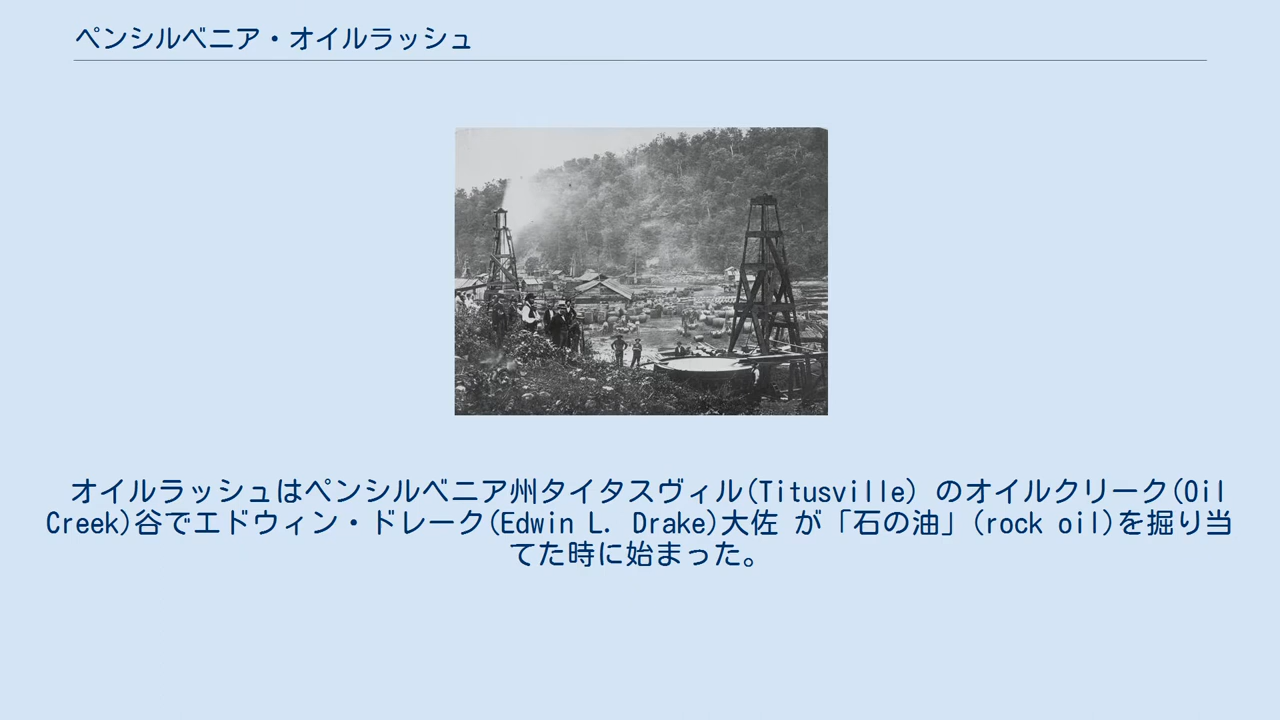 ペンシルベニア・オイルラッシュ
オイルラッシュはペンシルベニア州タイタスヴィル(Titusville) のオイルクリーク(Oil
Creek)谷でエドウィン・ドレーク(Edwin L. Drake)大佐 が「石の油」(rock oil)を掘り当
てた時に始まった。